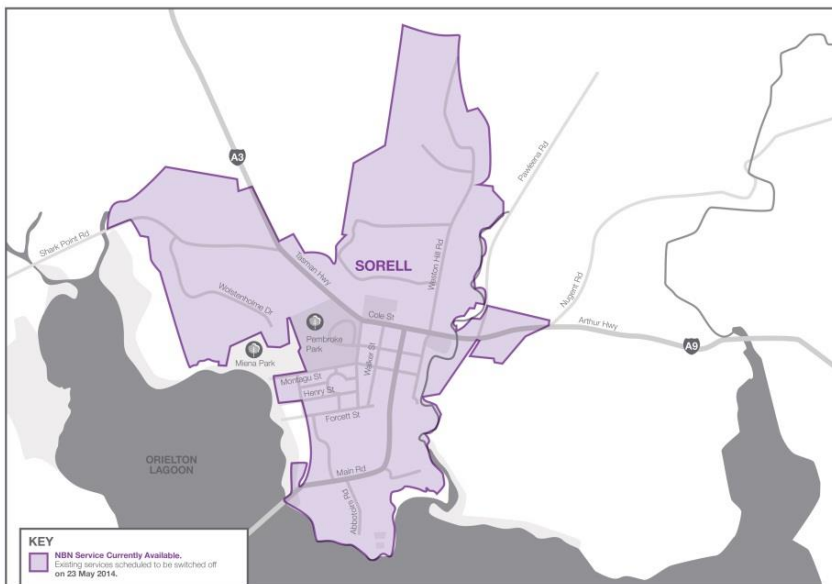 A3
Shark Point Rd
Tasman Hwy
SORELL
Weston Hill Rd
Pawleena Rd
Nugent Rd
Wolstenholme Dr
Cole St
Arthur Hwy
A9
Pembroke
Park
Miena Park
Walker St
Montagu St
Henry St
Forcett St
ORIELTON
LAGOON
Main Rd
KEY
NBN Service Currently Available.
Existing services scheduled to be switched off
on 23 May 2014.